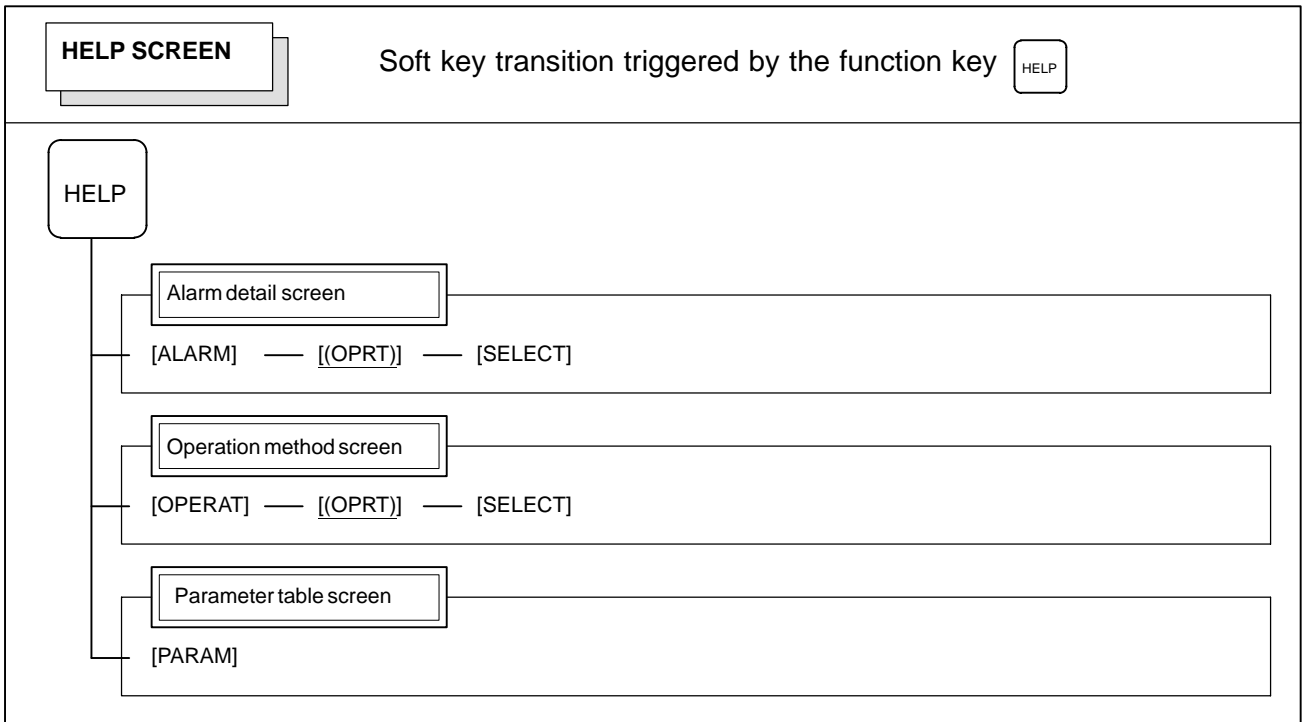 HELP SCREEN
Soft key transition triggered by the function key HELP
HELP
Alarm detail screen
[ALARM] [(OPRT)] [SELECT]
Operation method screen
[OPERAT] [(OPRT)] [SELECT]
Parameter table screen
[PARAM]